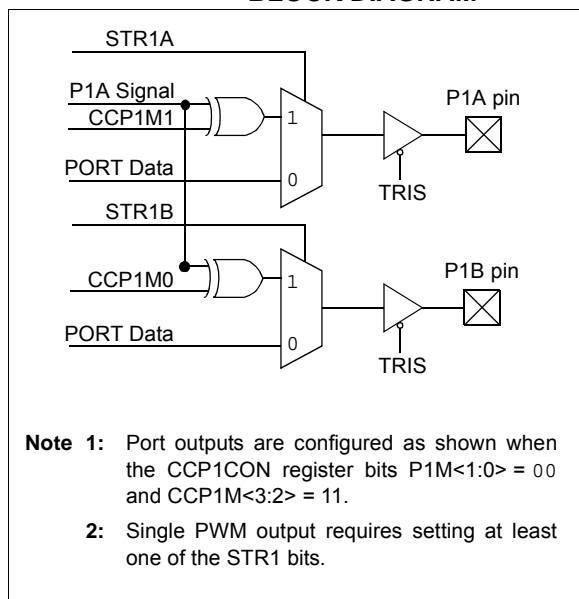 STR1A
P1A Signal
CCP1M1
1
P1A pin
PORT Data
0
TRIS
STR1B
CCP1M0
1
P1B pin
PORT Data
0
TRIS
Note 1: Port outputs are configured as shown when
the CCP1CON register bits P1M<1:0> = 00
and CCP1M<3:2> = 11.
2: Single PWM output requires setting at least
one of the STR1 bits.